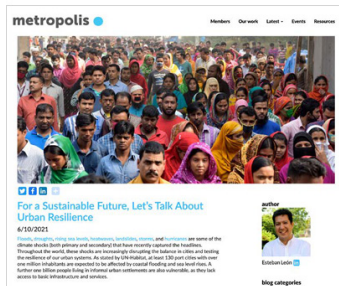 metropolis
Members Our work Latest Events Resources
For a Sustainable Future, Let's Talk About
Urban Resilience
6/10/2021
Floods, droughts, rising sea levels, heatwaves, landslides, storms, and hurricanes are some of the
climate shocks (both primary and secondary) that have recently captured the headlines.
Throughout the world, these shocks are increasingly disrupting the balance in cities and testing
the resilience of our urban systems. As stated by UN-Habitat, at least 130 port cities with over
one million inhabitants are expected to be affected by coastal flooding and sea level rises. A
further one billion people living in informal urban settlements are also vulnerable, as they lack
access to basic infrastructure and services.
author
Esteban León
blog categories